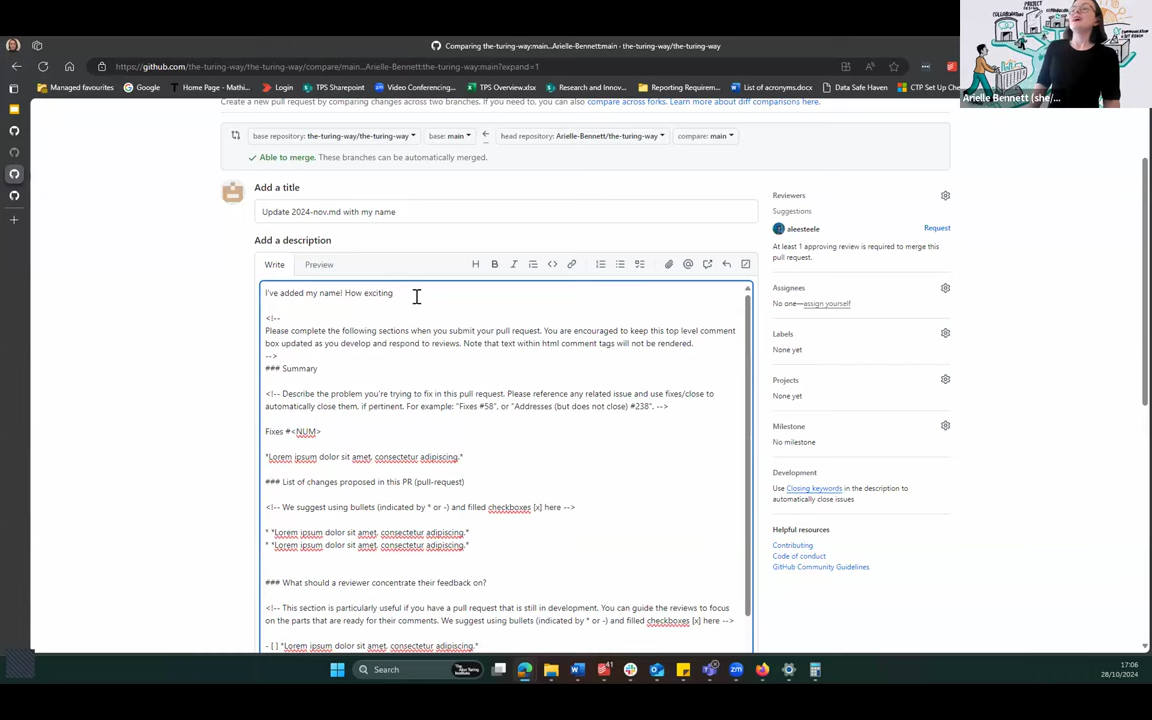 Comparing the-turing-way:main...Arielle-Bennett:main · the-turing-way/the-turing-way
https://github.com/the-turing-way/the-turing-way/compare/main...Arielle-Bennett:the-turing-way:main?expand=1
Managed favourites
Google
Home Page - Mathi...
Login
TPS Sharepoint
Video Conferencing...
TPS Overview.xlsx
Research and Innov...
Reporting Requirem...
List of acronyms.docx
Data Safe Haven
CTP Set Up Che
Arielle Bennett (she/...
Create a new pull request by comparing changes across two branches. If you need to, you can also compare across forks. Learn more about diff comparisons here.
base repository: the-turing-way/the-turing-way
base: main
head repository: Arielle-Bennett/the-turing-way
compare: main
Able to merge. These branches can be automatically merged.
Add a title
Update 2024-nov.md with my name
Add a description
Write
Preview
I've added my name! How exciting
<!--
Please complete the following sections when you submit your pull request. You are encouraged to keep this top level comment
box updated as you develop and respond to reviews. Note that text within html comment tags will not be rendered.
-->
### Summary
<!-- Describe the problem you're trying to fix in this pull request. Please reference any related issue and use fixes/close to
automatically close them, if pertinent. For example: "Fixes #58", or "Addresses (but does not close) #238". -->
Fixes #<NUM>
*Lorem ipsum dolor sit amet, consectetur adipiscing.*
### List of changes proposed in this PR (pull-request)
<!-- We suggest using bullets (indicated by * or -) and filled checkboxes [x] here -->
* *Lorem ipsum dolor sit amet, consectetur adipiscing.*
* *Lorem ipsum dolor sit amet, consectetur adipiscing.*
### What should a reviewer concentrate their feedback on?
<!-- This section is particularly useful if you have a pull request that is still in development. You can guide the reviews to focus
on the parts that are ready for their comments. We suggest using bullets (indicated by * or -) and filled checkboxes [x] here -->
- [ ] *Lorem ipsum dolor sit amet, consectetur adipiscing.*
Reviewers
Suggestions
aleesteele
Request
At least 1 approving review is required to merge this
pull request.
Assignees
No one—assign yourself
Labels
None yet
Projects
None yet
Milestone
No milestone
Development
Use Closing keywords in the description to
automatically close issues
Helpful resources
Contributing
Code of conduct
GitHub Community Guidelines
Search
41
17:06
28/10/2024